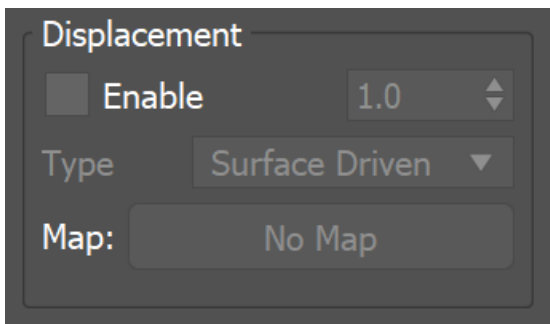 Displacement
Enable 1.0
Type Surface Driven
Map: No Map